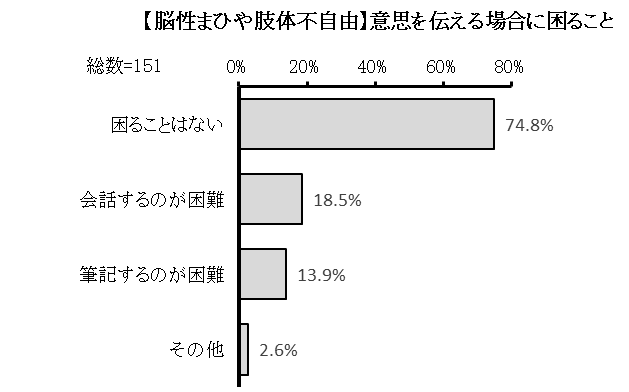 【脳性まひや肢体不自由】意思を伝える場合に困ること
総数=151
0% 20% 40% 60% 80%
困ることはない 74.8%
会話するのが困難 18.5%
筆記するのが困難 13.9%
その他 2.6%